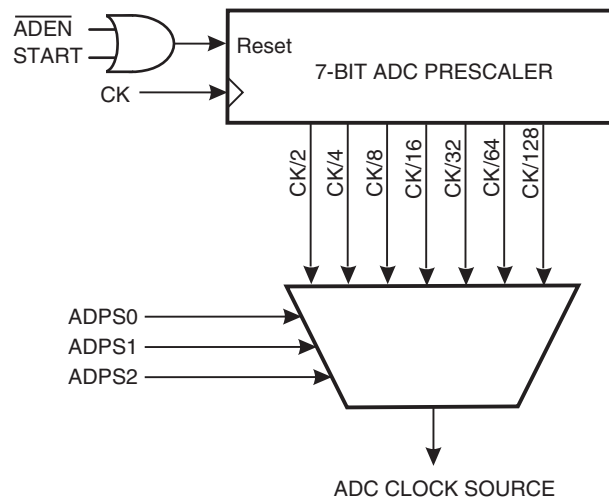 ADEN
START
Reset
7-BIT ADC PRESCALER
CK
CK/2
CK/4
CK/8
CK/16
CK/32
CK/64
CK/128
ADPS0
ADPS1
ADPS2
ADC CLOCK SOURCE